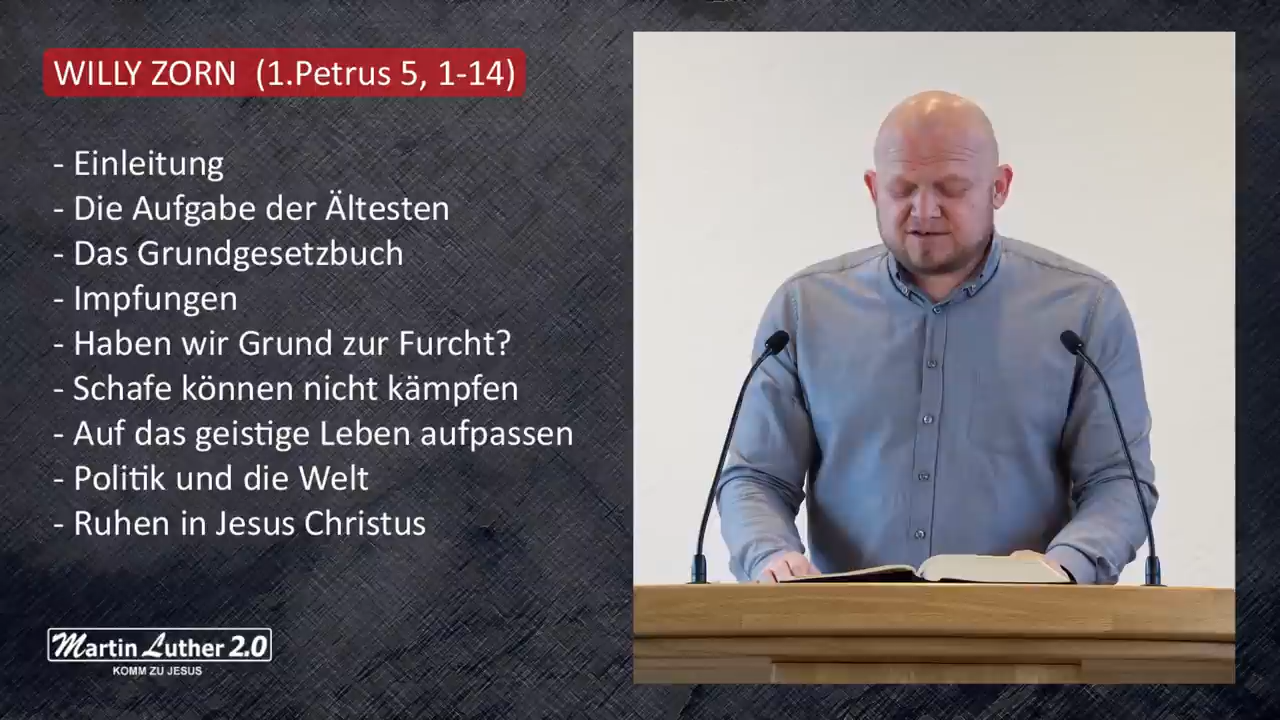 WILLY ZORN (1.Petrus 5, 1-14)
- Einleitung
- Die Aufgabe der Ältesten
- Das Grundgesetzbuch
- Impfungen
- Haben wir Grund zur Furcht?
- Schafe können nicht kämpfen
- Auf das geistige Leben aufpassen
- Politik und die Welt
- Ruhen in Jesus Christus
Martin Luther 2.0
KOMM ZU JESUS